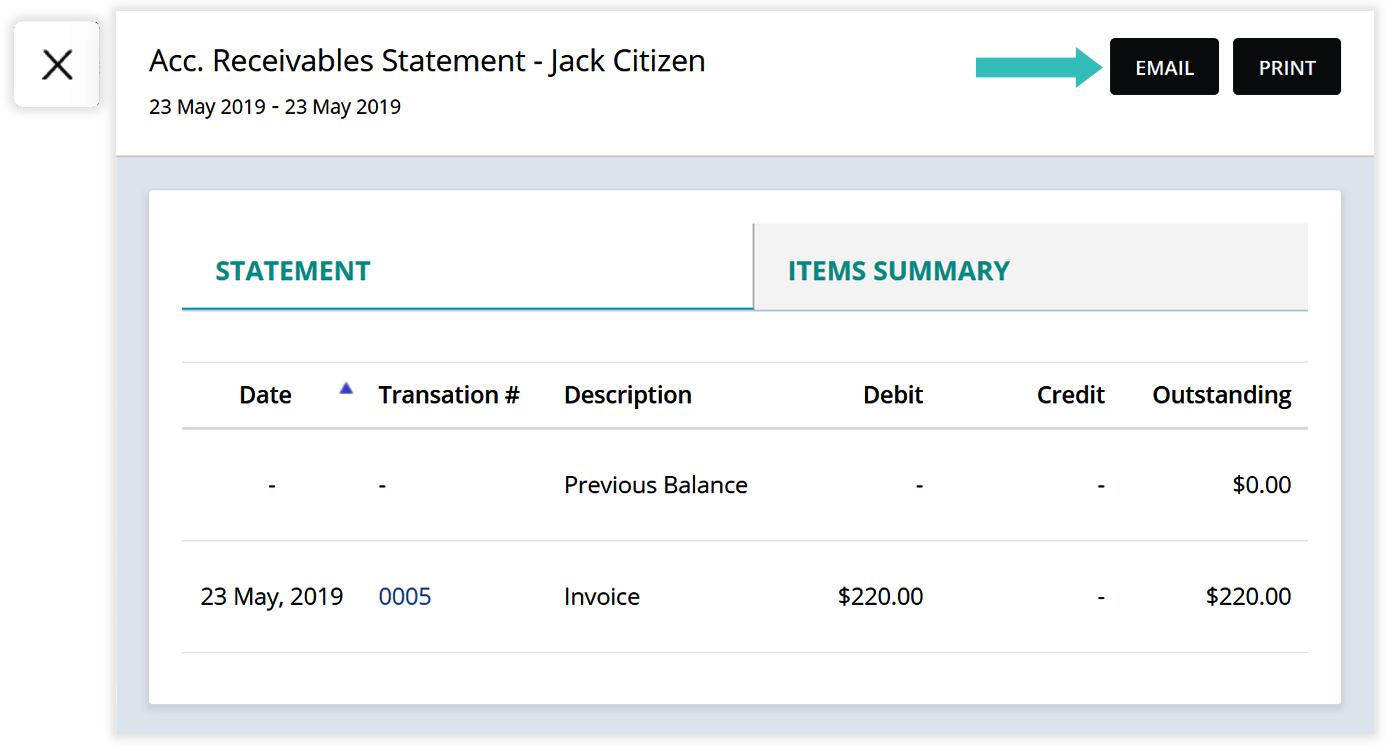 Acc. Receivables Statement - Jack Citizen
EMAIL PRINT
23 May 2019 - 23 May 2019
STATEMENT ITEMS SUMMARY
Date Transation # Description Debit Credit Outstanding
- - Previous Balance - - $0.00
23 May, 2019 0005 Invoice $220.00 - $220.00